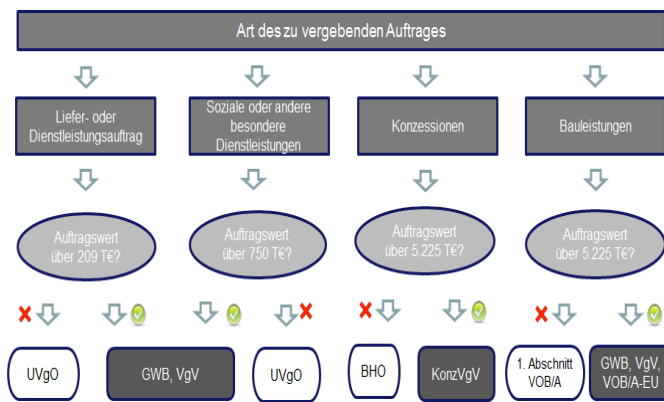 Art des zu vergebenden Auftrages
Liefer- oder
Dienstleistungsauftrag
Soziale oder andere
besondere
Dienstleistungen
Konzessionen
Bauleistungen
Auftragswert
über 209 T€?
Auftragswert
über 750 T€?
Auftragswert
über 5.225 T€?
Auftragswert
über 5.225 T€?
UVgO
GWB, VgV
UVgO
BHO
KonzVgV
1. Abschnitt
VOB/A
GWB, VgV,
VOB/A-EU